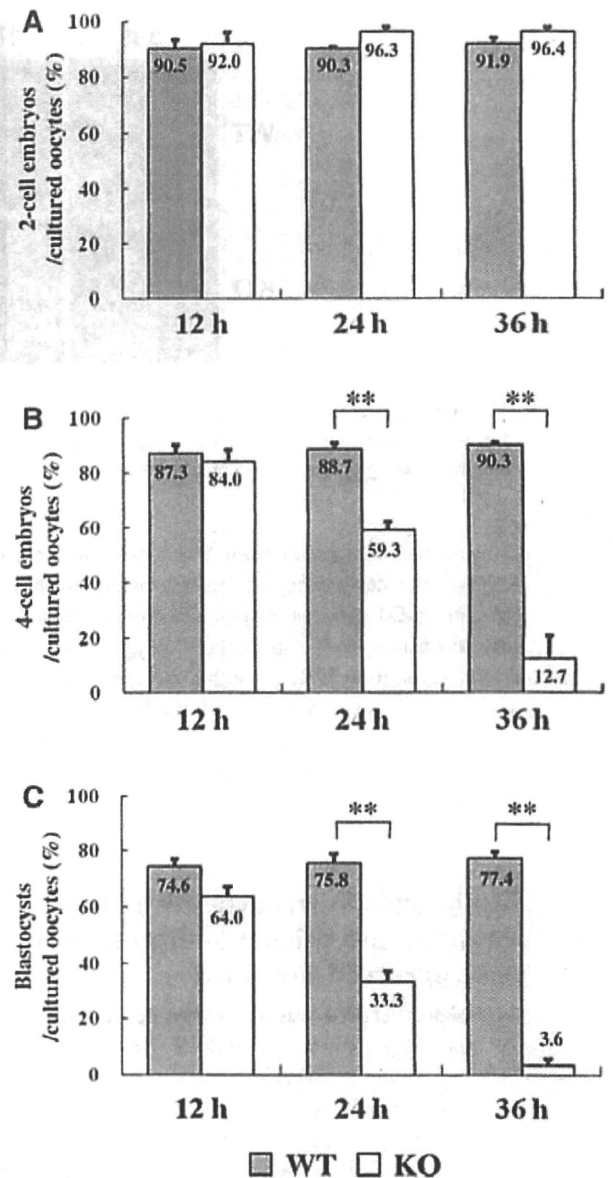 A
2-cell embryos
/cultured oocytes (%)
100
80
60
40
20
0
90.5
92.0
90.3
96.3
91.9
96.4
12 h
24 h
36 h
B
4-cell embryos
/cultured oocytes (%)
100
80
60
40
20
0
**
**
87.3
84.0
88.7
59.3
90.3
12.7
12 h
24 h
36 h
C
Blastocysts
/cultured oocytes (%)
100
80
60
40
20
0
**
**
74.6
64.0
75.8
33.3
77.4
3.6
12 h
24 h
36 h
WT
KO